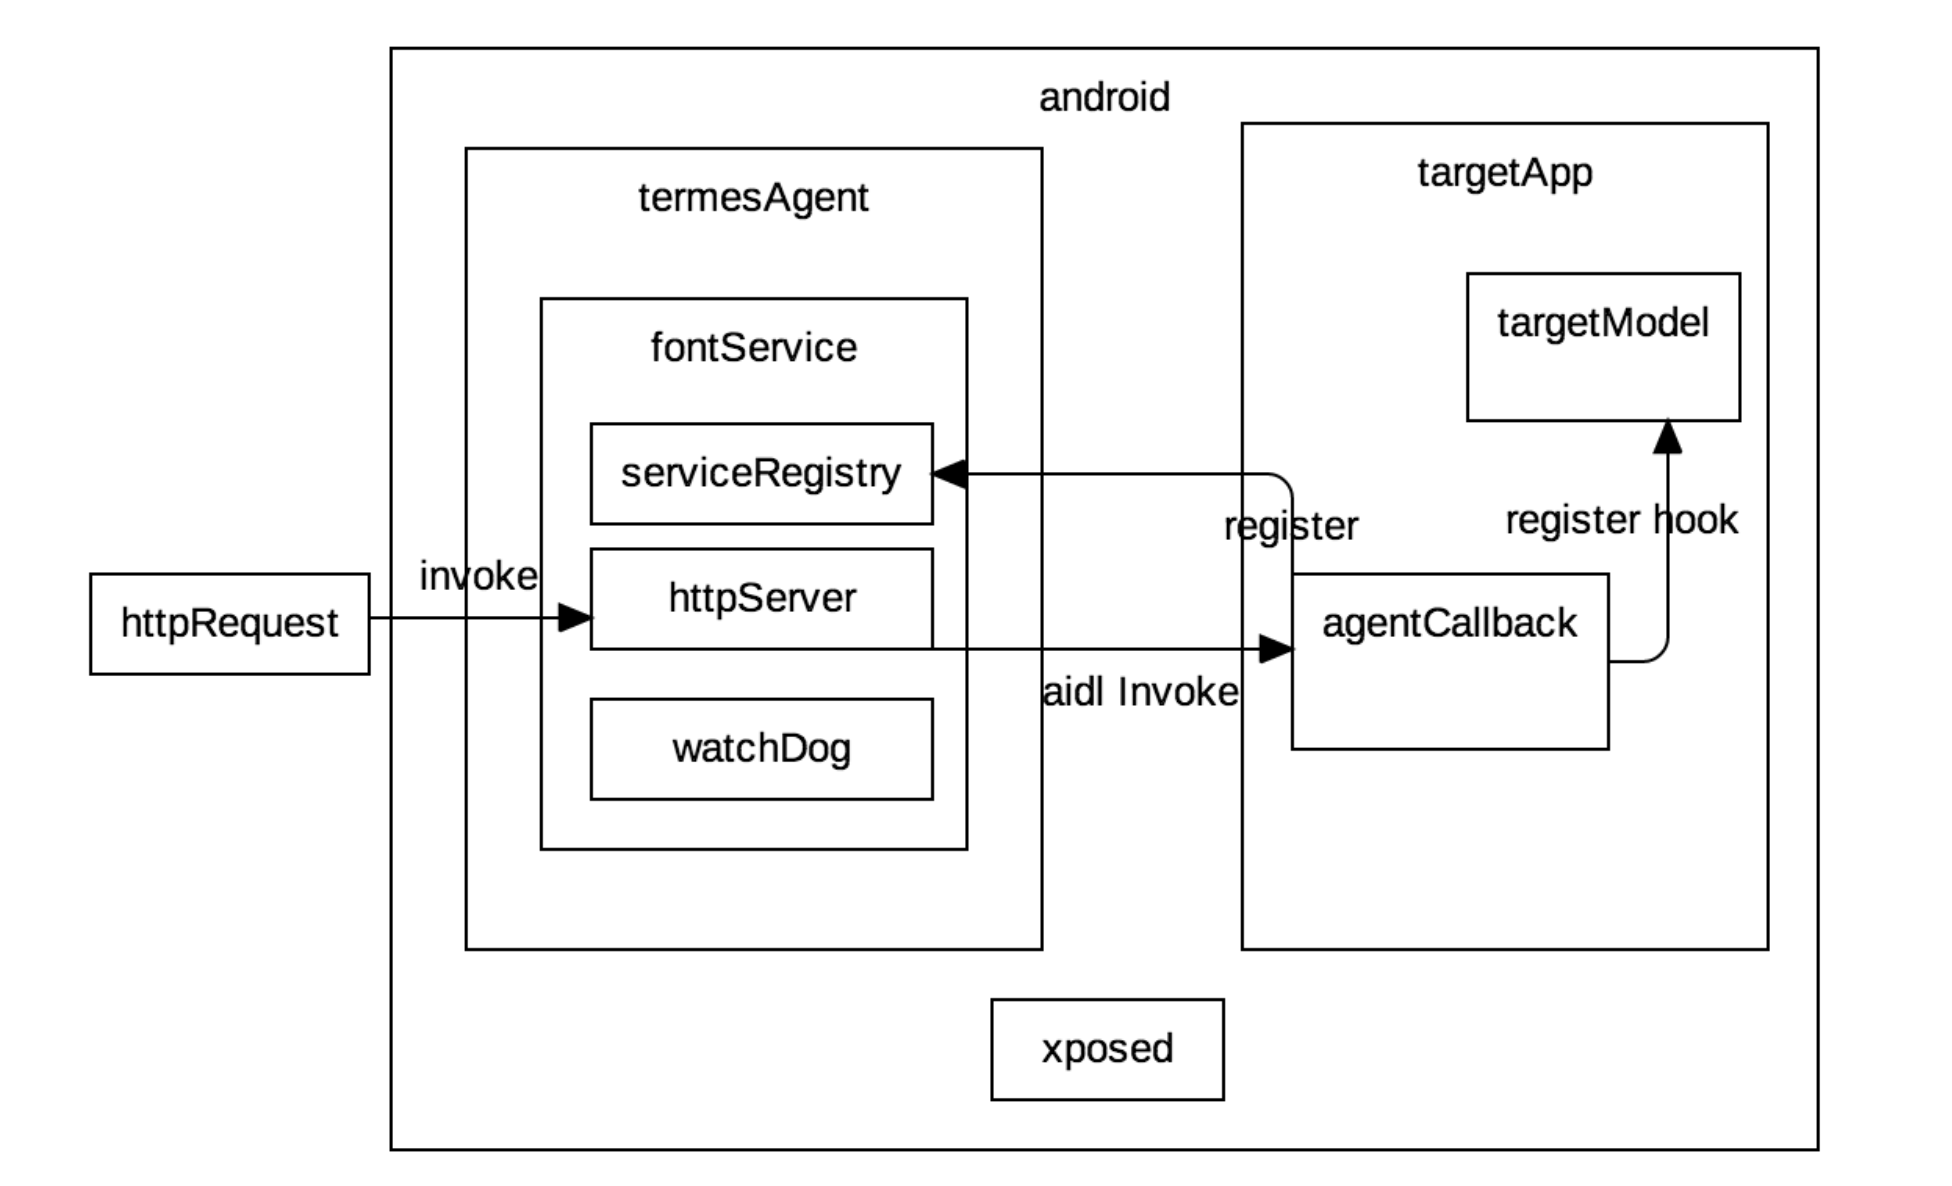 android
termesAgent
targetApp
fontService
targetModel
serviceRegistry
register
register hook
invoke
httpRequest
httpServer
agentCallback
aidl Invoke
watchDog
xposed